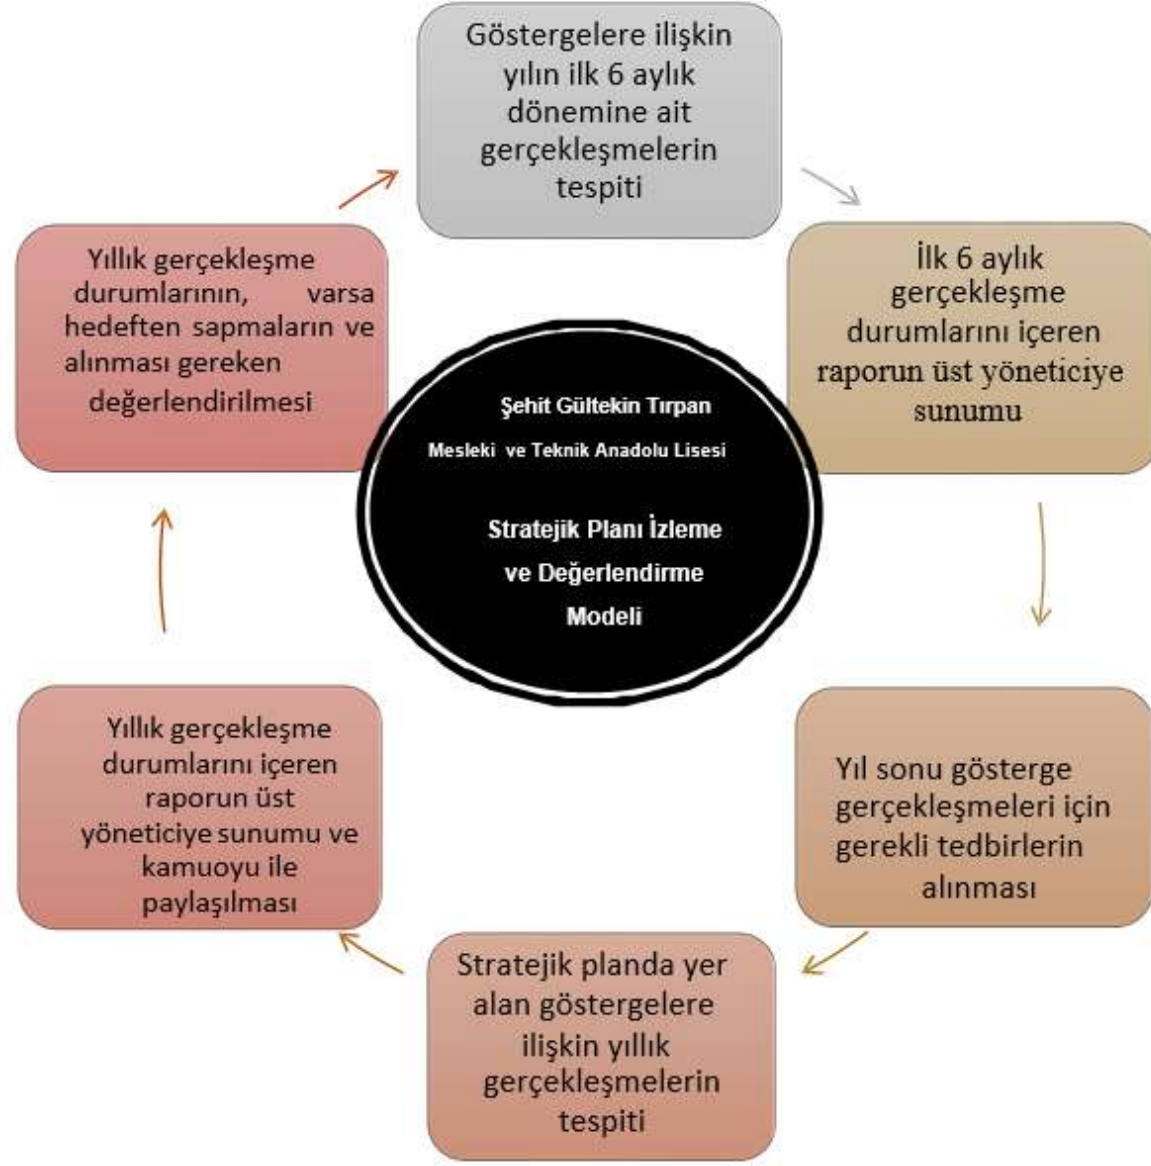 Göstergelere ilişkin
yılın ilk 6 aylık
dönemine ait
gerçekleşmelerin
tespiti
İlk 6 aylık
gerçekleşme
durumlarını içeren
raporun üst yöneticiye
sunumu
Yıl sonu gösterge
gerçekleşmeleri için
gerekli tedbirlerin
alınması
Stratejik planda yer
alan göstergelere
ilişkin yıllık
gerçekleşmelerin
tespiti
Yıllık gerçekleşme
durumlarını içeren
raporun üst
yöneticiye sunumu ve
kamuoyu ile
paylaşılması
Yıllık gerçekleşme
durumlarının, varsa
hedeften sapmaların ve
alınması gereken
değerlendirilmesi
Şehit Gültekin Tırpan
Mesleki ve Teknik Anadolu Lisesi
Stratejik Planı İzleme
ve Değerlendirme
Modeli